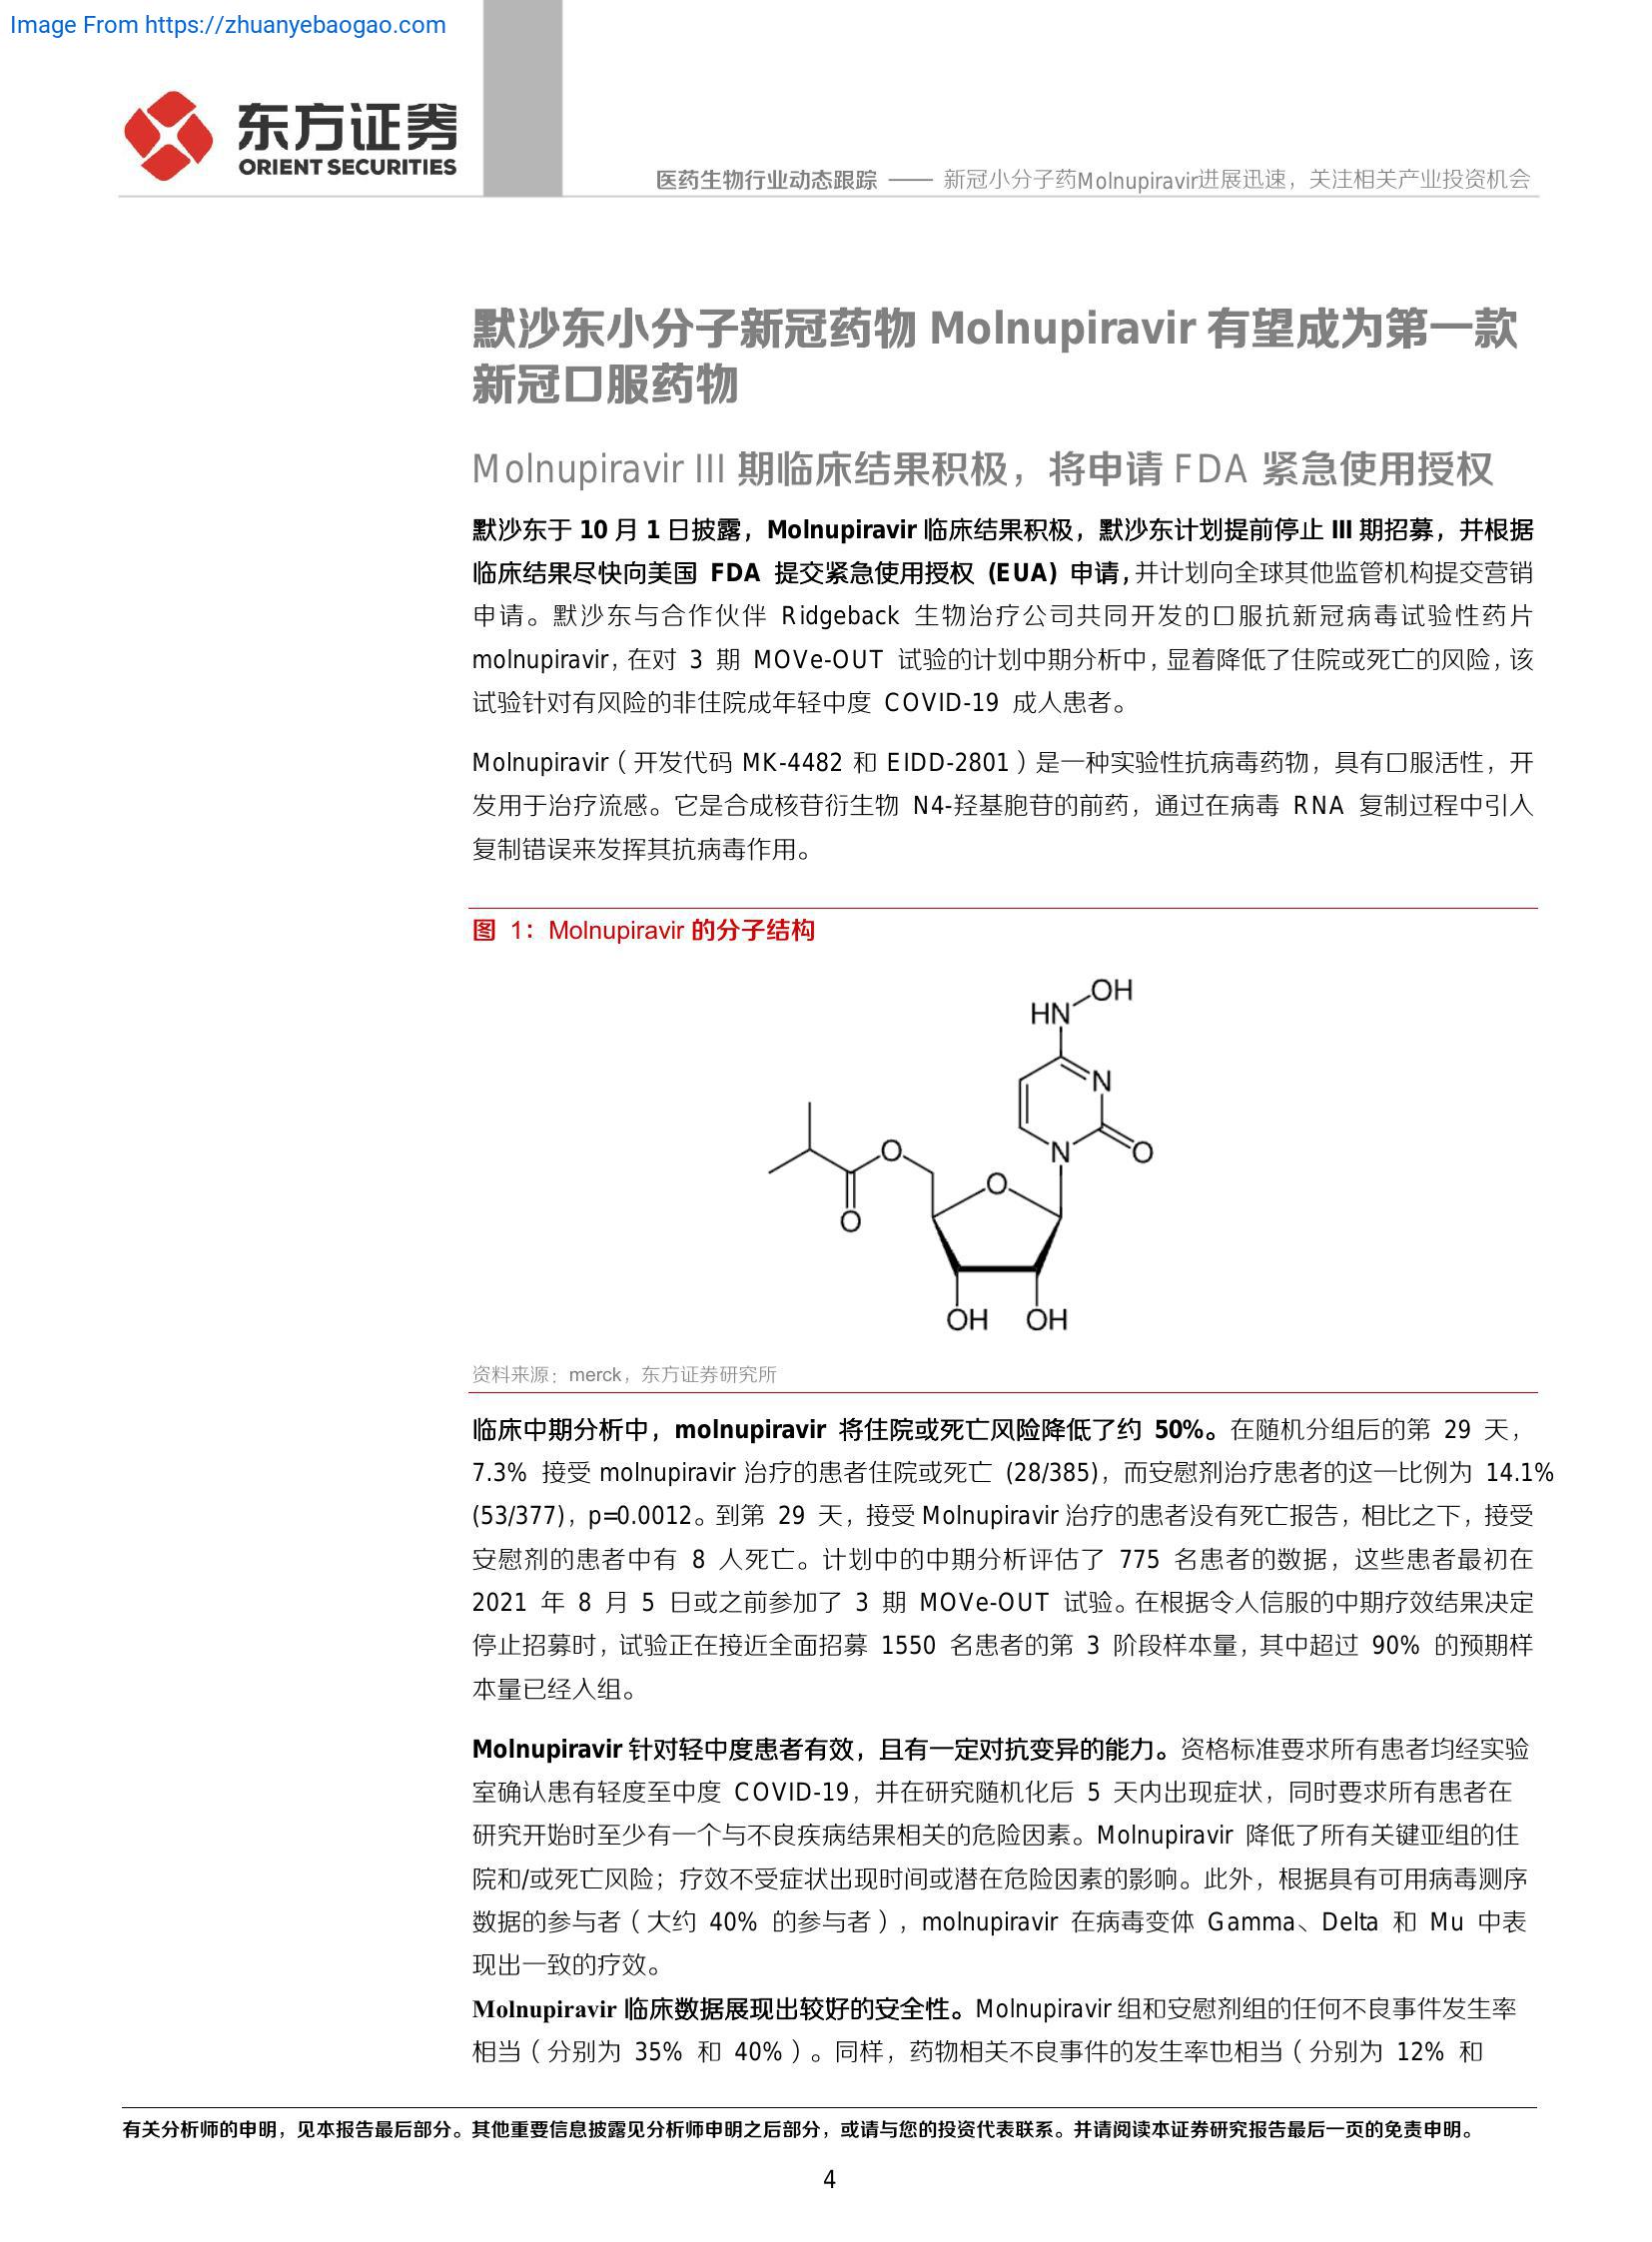 Image From https://zhuanyebaogao.com
东方证券
ORIENT SECURITIES
医药生物行业动态跟踪 —— 新冠小分子药Molnupiravir进展迅速，关注相关产业投资机会
默沙东小分子新冠药物 Molnupiravir 有望成为第一款
新冠口服药物
Molnupiravir III 期临床结果积极，将申请 FDA 紧急使用授权
默沙东于 10 月 1 日披露，Molnupiravir 临床结果积极，默沙东计划提前停止 III 期招募，并根据
临床结果尽快向美国 FDA 提交紧急使用授权 (EUA) 申请，并计划向全球其他监管机构提交营销
申请。默沙东与合作伙伴 Ridgeback 生物治疗公司共同开发的口服抗新冠病毒试验性药片
molnupiravir，在对 3 期 MOVe-OUT 试验的计划中期分析中，显着降低了住院或死亡的风险，该
试验针对有风险的非住院成年轻中度 COVID-19 成人患者。
Molnupiravir（开发代码 MK-4482 和 EIDD-2801）是一种实验性抗病毒药物，具有口服活性，开
发用于治疗流感。它是合成核苷衍生物 N4-羟基胞苷的前药，通过在病毒 RNA 复制过程中引入
复制错误来发挥其抗病毒作用。
图 1：Molnupiravir 的分子结构
OH
HN
N
N
O
O
O
O
OH
OH
资料来源：merck，东方证券研究所
临床中期分析中，molnupiravir 将住院或死亡风险降低了约 50%。在随机分组后的第 29 天，
7.3% 接受 molnupiravir 治疗的患者住院或死亡 (28/385)，而安慰剂治疗患者的这一比例为 14.1%
(53/377)，p=0.0012。到第 29 天，接受 Molnupiravir 治疗的患者没有死亡报告，相比之下，接受
安慰剂的患者中有 8 人死亡。计划中的中期分析评估了 775 名患者的数据，这些患者最初在
2021 年 8 月 5 日或之前参加了 3 期 MOVe-OUT 试验。在根据令人信服的中期疗效结果决定
停止招募时，试验正在接近全面招募 1550 名患者的第 3 阶段样本量，其中超过 90% 的预期样
本量已经入组。
Molnupiravir 针对轻中度患者有效，且有一定对抗变异的能力。资格标准要求所有患者均经实验
室确认患有轻度至中度 COVID-19，并在研究随机化后 5 天内出现症状，同时要求所有患者在
研究开始时至少有一个与不良疾病结果相关的危险因素。Molnupiravir 降低了所有关键亚组的住
院和/或死亡风险；疗效不受症状出现时间或潜在危险因素的影响。此外，根据具有可用病毒测序
数据的参与者（大约 40% 的参与者），molnupiravir 在病毒变体 Gamma、Delta 和 Mu 中表
现出一致的疗效。
Molnupiravir 临床数据展现出较好的安全性。Molnupiravir 组和安慰剂组的任何不良事件发生率
相当（分别为 35% 和 40%）。同样，药物相关不良事件的发生率也相当（分别为 12% 和
有关分析师的申明，见本报告最后部分。其他重要信息披露见分析师申明之后部分，或请与您的投资代表联系。并请阅读本证券研究报告最后一页的免责申明。
4